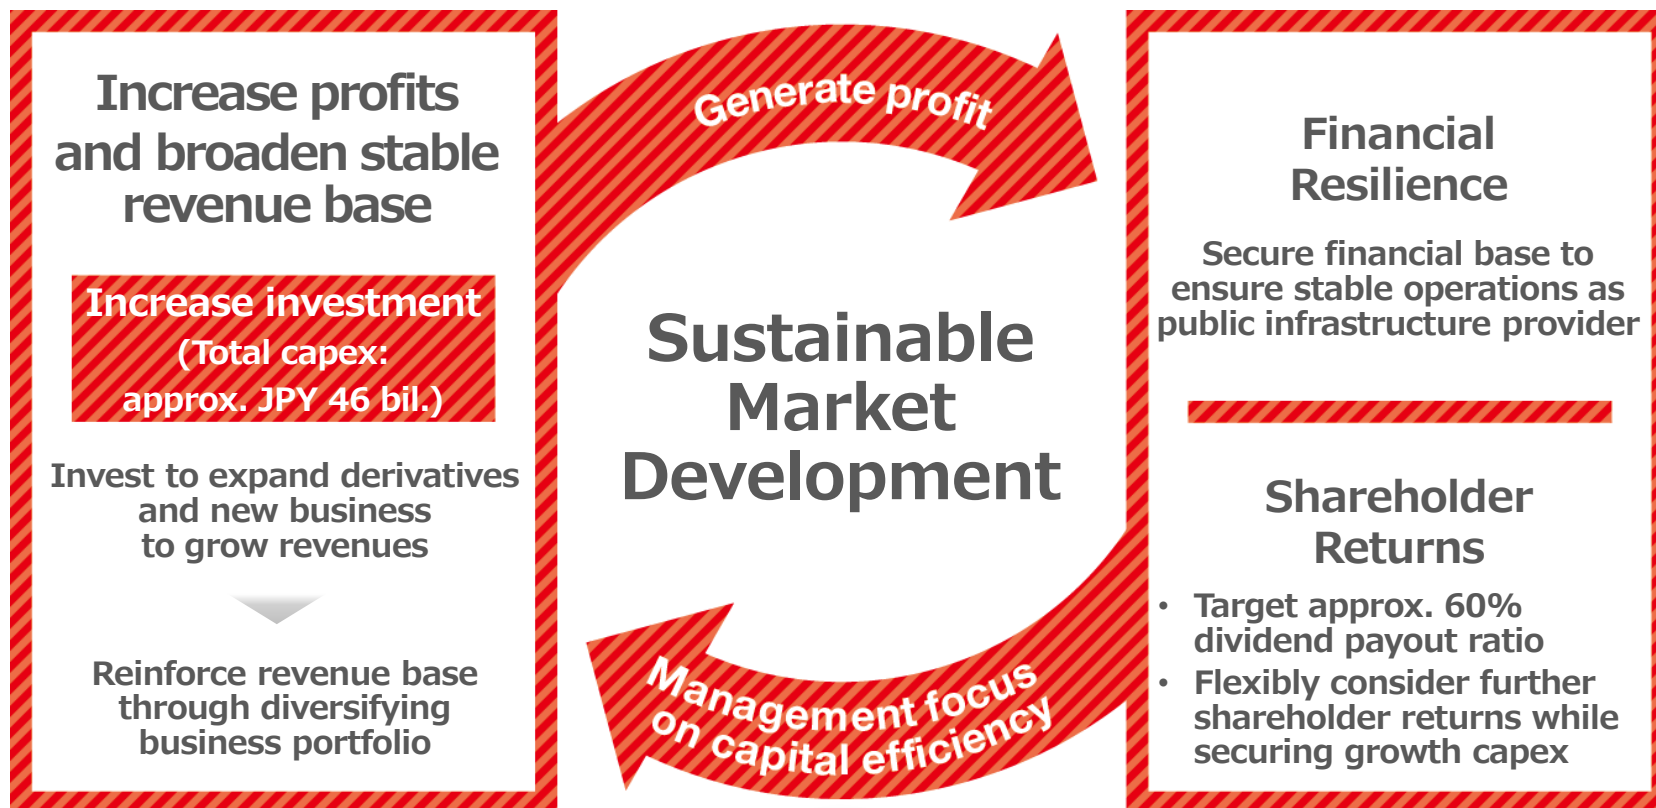 Increase profits
and broaden stable
revenue base
Increase investment
(Total capex:
approx. JPY 46 bil.)
Invest to expand derivatives
and new business
to grow revenues
Reinforce revenue base
through diversifying
business portfolio
Generate profit
Sustainable
Market
Development
Management focus
on capital efficiency
Financial
Resilience
Secure financial base to
ensure stable operations as
public infrastructure provider
Shareholder
Returns
• Target approx. 60%
dividend payout ratio
• Flexibly consider further
shareholder returns while
securing growth capex